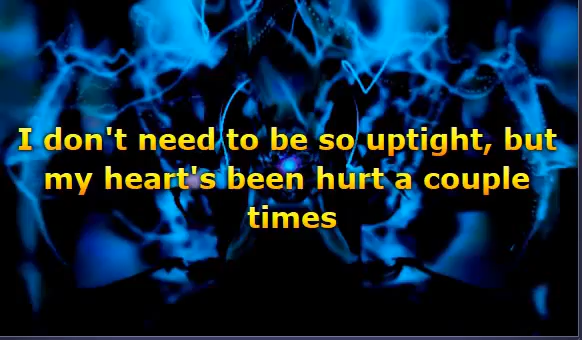 I don't need to be so uptight, but
my heart's been hurt a couple
times